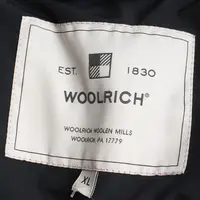 EST. 1830
WOOLRICH®
WOOLRICH WOOLEN MILLS
WOOLRICH, PA 17779
XL